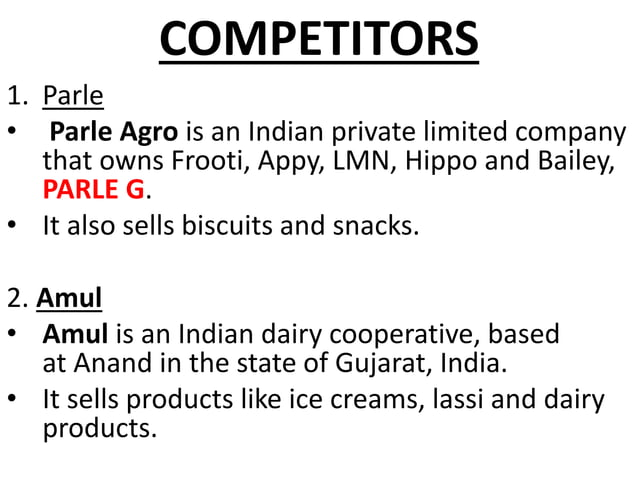 COMPETITORS
1. Parle
• Parle Agro is an Indian private limited company
that owns Frooti, Appy, LMN, Hippo and Bailey,
PARLE G.
• It also sells biscuits and snacks.
2. Amul
• Amul is an Indian dairy cooperative, based
at Anand in the state of Gujarat, India.
• It sells products like ice creams, lassi and dairy
products.